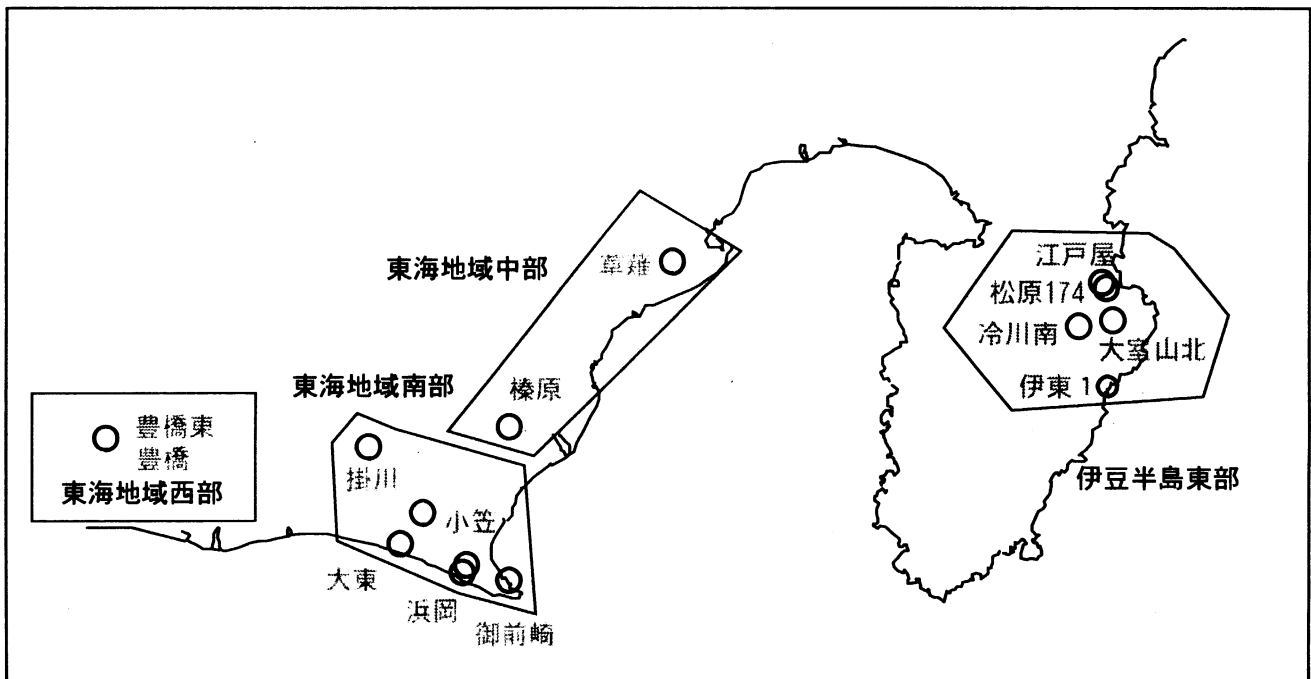 東海地域中部
草薙
江戸屋
松原174
冷川南
大室山北
伊東1
東海地域南部
榛原
豊橋東
豊橋
東海地域西部
掛川
小笠
大東
浜岡
御前崎
伊豆半島東部